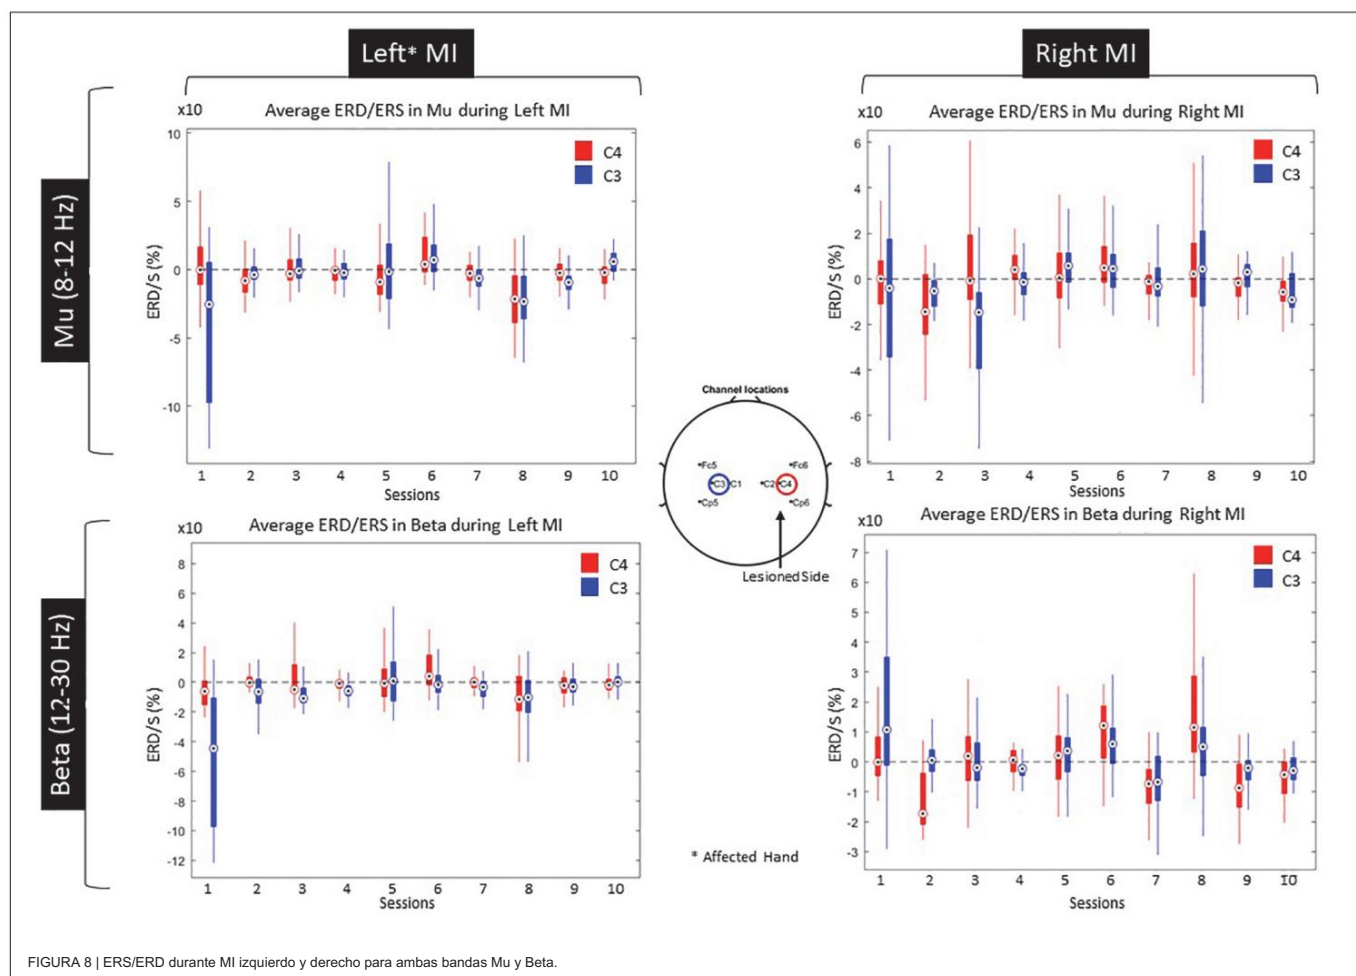 Left* MI
Right MI
Mu (8-12 Hz)
Beta (12-30 Hz)
x10
Average ERD/ERS in Mu during Left MI
C4
C3
10
5
0
-5
-10
ERD/S (%)
1 2 3 4 5 6 7 8 9 10
Sessions
x10
Average ERD/ERS in Mu during Right MI
C4
C3
6
4
2
0
-2
-4
-6
-8
ERD/S (%)
1 2 3 4 5 6 7 8 9 10
Sessions
Channel locations
Fc5 Fc6
C3 C1 C2 C4
Cp5 Cp6
Lesioned Side
x10
Average ERD/ERS in Beta during Left MI
C4
C3
8
6
4
2
0
-2
-4
-6
-8
-10
-12
ERD/S (%)
1 2 3 4 5 6 7 8 9 10
Sessions
x10
Average ERD/ERS in Beta during Right MI
C4
C3
7
6
5
4
3
2
1
0
-1
-2
-3
ERD/S (%)
1 2 3 4 5 6 7 8 9 10
Sessions
* Affected Hand
FIGURA 8 | ERS/ERD durante MI izquierdo y derecho para ambas bandas Mu y Beta.